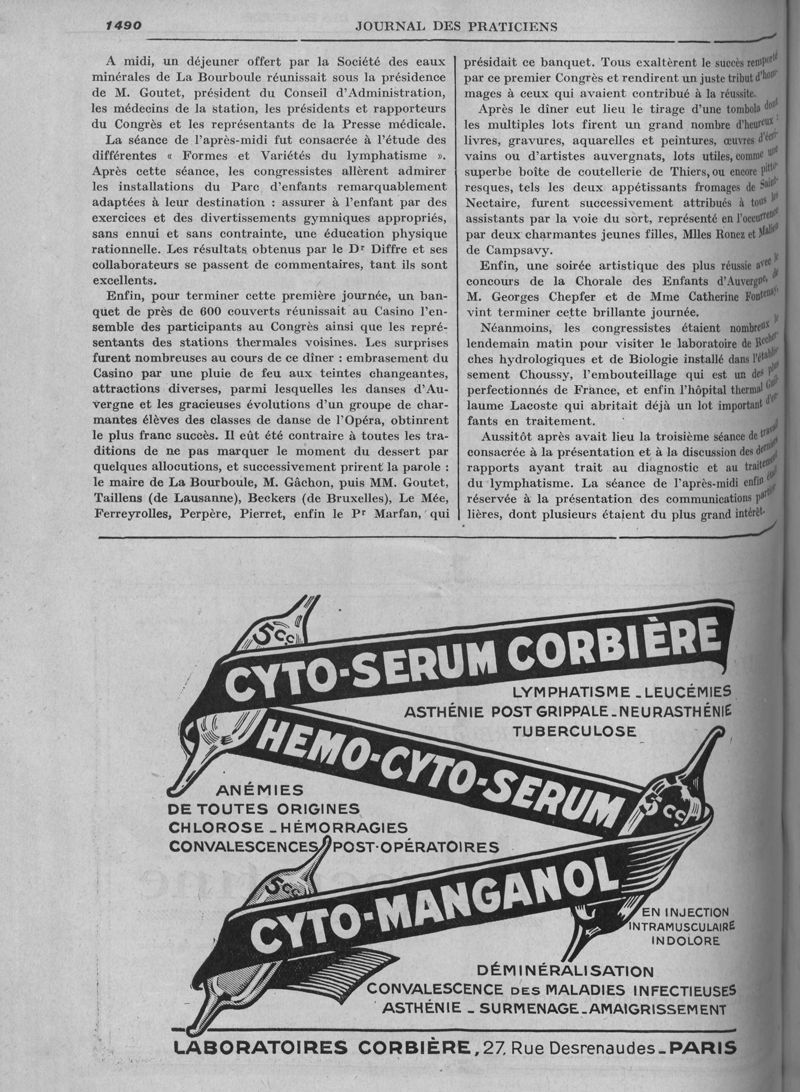 1490
JOURNAL DES PRATICIENS
A midi, un déjeuner offert par la Société des eaux
minérales de La Bourboule réunissait sous la présidence
de M. Goutet, président du Conseil d'Administration,
les médecins de la station, les présidents et rapporteurs
du Congrès et les représentants de la Presse médicale.
La séance de l'après-midi fut consacrée à l'étude des
différentes « Formes et Variétés du lymphatisme ».
Après cette séance, les congressistes allèrent admirer
les installations du Parc d'enfants remarquablement
adaptées à leur destination : assurer à l'enfant par des
exercices et des divertissements gymniques appropriés,
sans ennui et sans contrainte, une éducation physique
rationnelle. Les résultats obtenus par le Dr Diffre et ses
collaborateurs se passent de commentaires, tant ils sont
excellents.
Enfin, pour terminer cette première journée, un ban-
quet de près de 600 couverts réunissait au Casino l'en-
semble des participants au Congrès ainsi que les repré-
sentants des stations thermales voisines. Les surprises
furent nombreuses au cours de ce dîner : embrasement du
Casino par une pluie de feu aux teintes changeantes,
attractions diverses, parmi lesquelles les danses d'Au-
vergne et les gracieuses évolutions d'un groupe de char-
mantes élèves des classes de danse de l'Opéra, obtinrent
le plus franc succès. Il eût été contraire à toutes les tra-
ditions de ne pas marquer le moment du dessert par
quelques allocutions, et successivement prirent la parole :
le maire de La Bourboule, M. Gâchon, puis MM. Goutet,
Taillens (de Lausanne), Beckers (de Bruxelles), Le Mée,
Ferreyrolles, Perpère, Pierret, enfin le Pr Marfan, qui
présidait ce banquet. Tous exaltèrent le succès remporté
par ce premier Congrès et rendirent un juste tribut d'hom-
mages à ceux qui avaient contribué à la réussite.
Après le dîner eut lieu le tirage d'une tombola dont
les multiples lots firent un grand nombre d'heureux :
livres, gravures, aquarelles et peintures, œuvres d'écri-
vains ou d'artistes auvergnats, lots utiles, comme une
superbe boîte de coutellerie de Thiers, ou encore pitto-
resques, tels les deux appétissants fromages de Saint-
Nectaire, furent successivement attribués à tous les
assistants par la voie du sort, représenté en l'occurrence
par deux charmantes jeunes filles, Mlles Ronez et
de Campsavy.
Enfin, une soirée artistique des plus réussie avec le
concours de la Chorale des Enfants d'Auvergne, de
M. Georges Chepfer et de Mme Catherine Fontenay,
vint terminer cette brillante journée.
Néanmoins, les congressistes étaient nombreux le
lendemain matin pour visiter le laboratoire de Recher-
ches hydrologiques et de Biologie installé dans l'établis-
sement Choussy, l'embouteillage qui est un des plus
perfectionnés de France, et enfin l'hôpital thermal Guil-
laume Lacoste qui abritait déjà un lot important d'en-
fants en traitement.
Aussitôt après avait lieu la troisième séance de travail
consacrée à la présentation et à la discussion des derniers
rapports ayant trait au diagnostic et au traitement
du lymphatisme. La séance de l'après-midi enfin était
réservée à la présentation des communications particu-
lières, dont plusieurs étaient du plus grand intérêt.
5cc
CYTO-SERUM CORBIÈRE
LYMPHATISME - LEUCÉMIES
ASTHÉNIE POST GRIPPALE - NEURASTHÉNIE
TUBERCULOSE
HEMO-CYTO-SERUM
5cc
ANÉMIES
DE TOUTES ORIGINES
CHLOROSE - HÉMORRAGIES
CONVALESCENCES POST-OPÉRATOIRES
5cc
CYTO-MANGANOL
EN INJECTION
INTRAMUSCULAIRE
INDOLORE
DÉMINÉRALISATION
CONVALESCENCE DES MALADIES INFECTIEUSES
ASTHÉNIE - SURMENAGE - AMAIGRISSEMENT
LABORATOIRES CORBIÈRE, 27, Rue Desrenaudes - PARIS